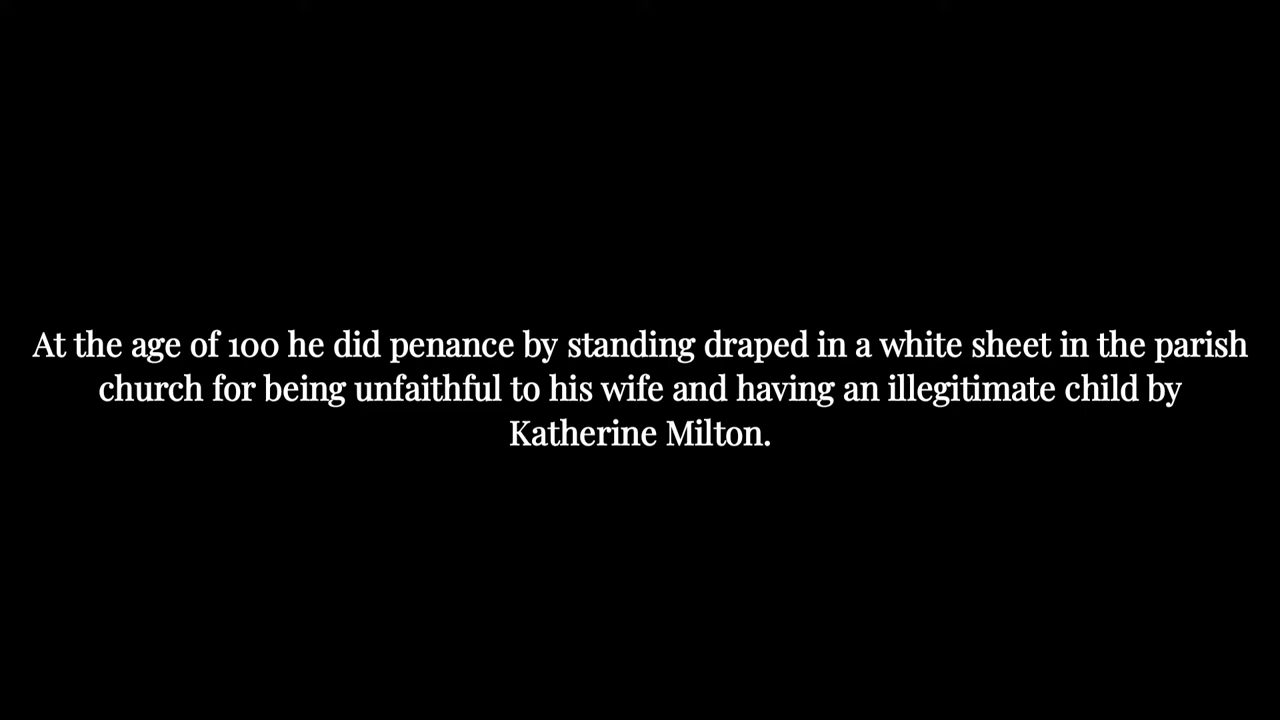 At the age of 100 he did penance by standing draped in a white sheet in the parish
church for being unfaithful to his wife and having an illegitimate child by
Katherine Milton.